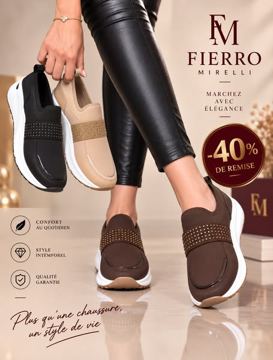 FM
FIERRO
MIRELLI
MARCHEZ
AVEC
ÉLÉGANCE
-40%
DE REMISE
FM
CONFORT
AU QUOTIDIEN
STYLE
INTEMPOREL
QUALITÉ
GARANTIE
Plus qu'une chaussure,
un style de vie